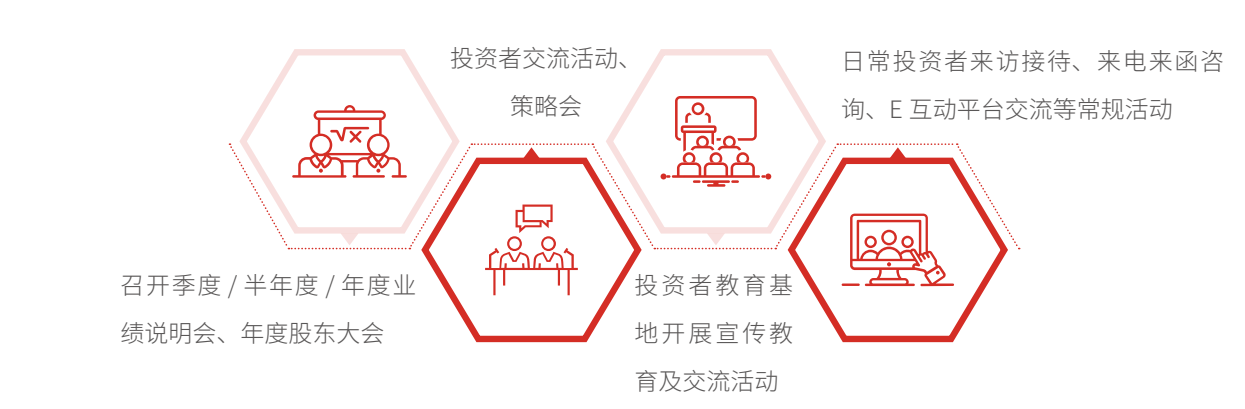 召开季度 / 半年度 / 年度业
绩说明会、年度股东大会
投资者交流活动、
策略会
投资者教育基
地开展宣传教
育及交流活动
日常投资者来访接待、来电来函咨
询、E 互动平台交流等常规活动